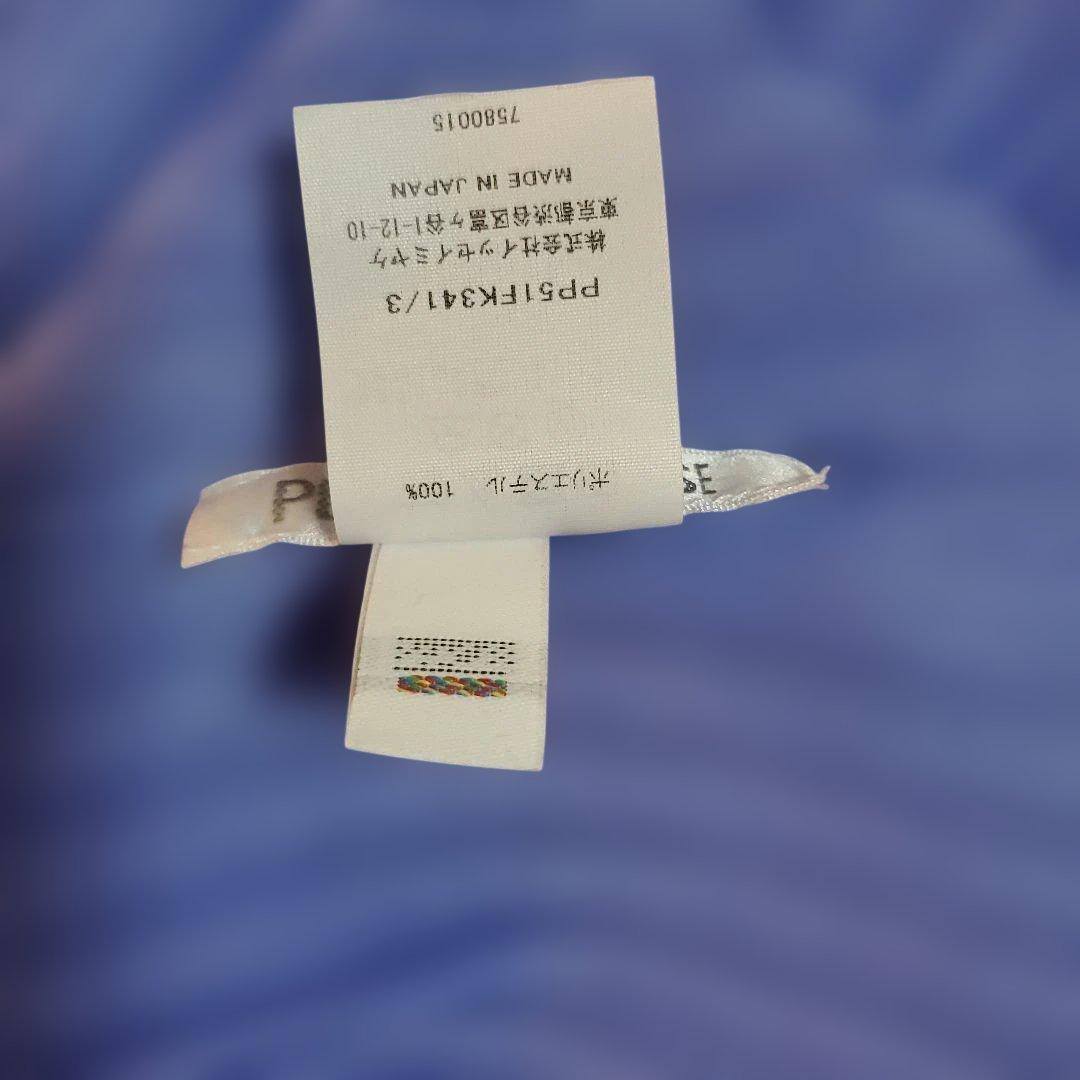 ポリエステル 100%
PP51FK341/3
株式会社イッセイミヤケ
東京都渋谷区富ヶ谷1-12-10
MADE IN JAPAN
7580015